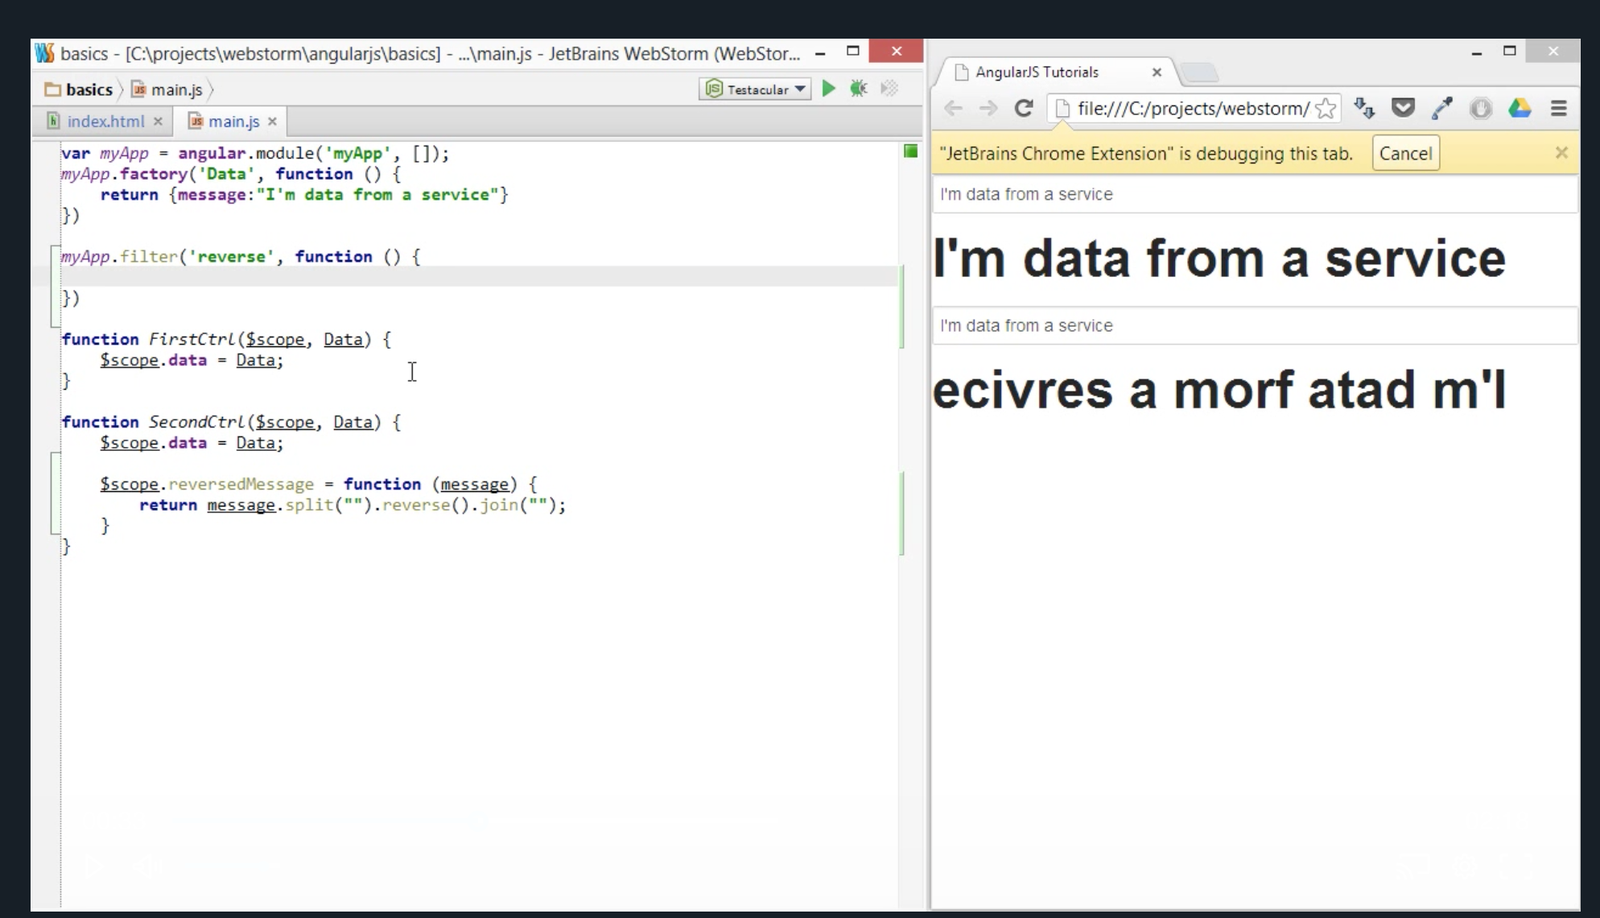 basics - [C:\projects\webstorm\angularjs\basics] - ...\main.js - JetBrains WebStorm (WebStor...
basics
main.js
Testacular
index.html
main.js
var myApp = angular.module('myApp', []);
myApp.factory('Data', function () {
return {message:"I'm data from a service"}
})
myApp.filter('reverse', function () {
})
function FirstCtrl($scope, Data) {
$scope.data = Data;
}
function SecondCtrl($scope, Data) {
$scope.data = Data;
$scope.reversedMessage = function (message) {
return message.split("").reverse().join("");
}
}
AngularJS Tutorials
file:///C:/projects/webstorm/
"JetBrains Chrome Extension" is debugging this tab.
Cancel
I'm data from a service
I'm data from a service
I'm data from a service
ecivres a morf atad m'I